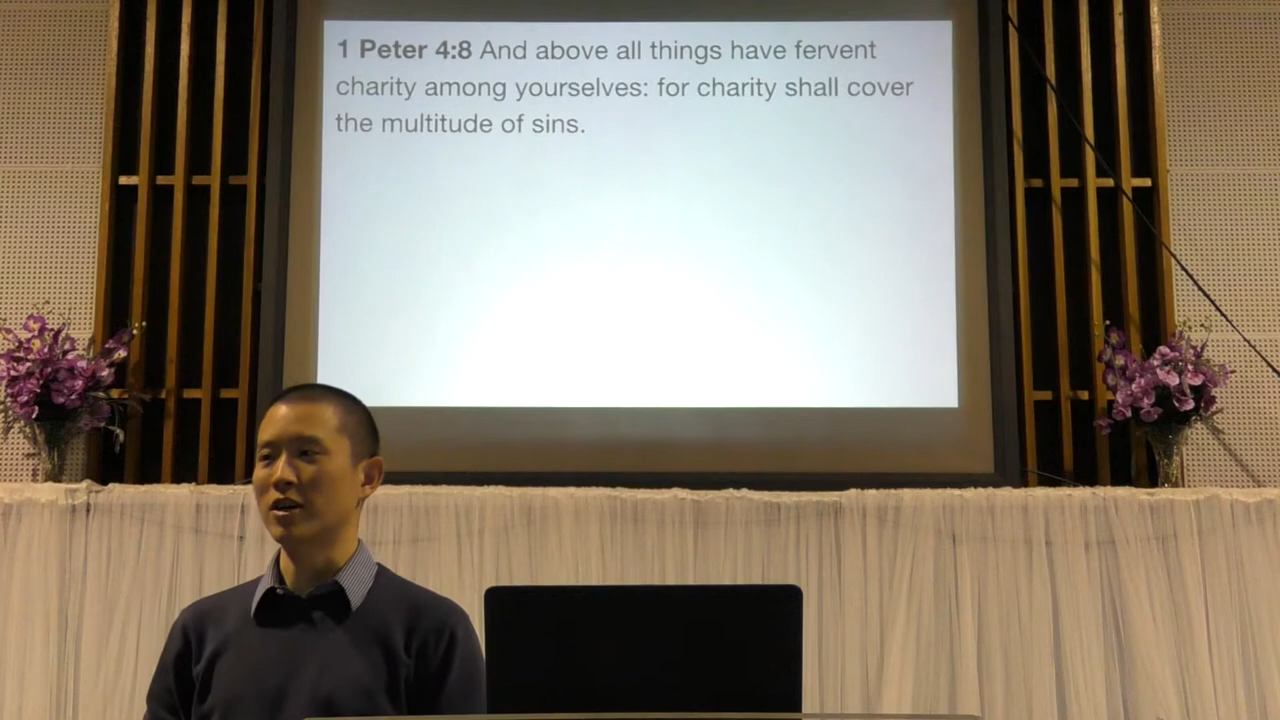 1 Peter 4:8 And above all things have fervent
charity among yourselves: for charity shall cover
the multitude of sins.